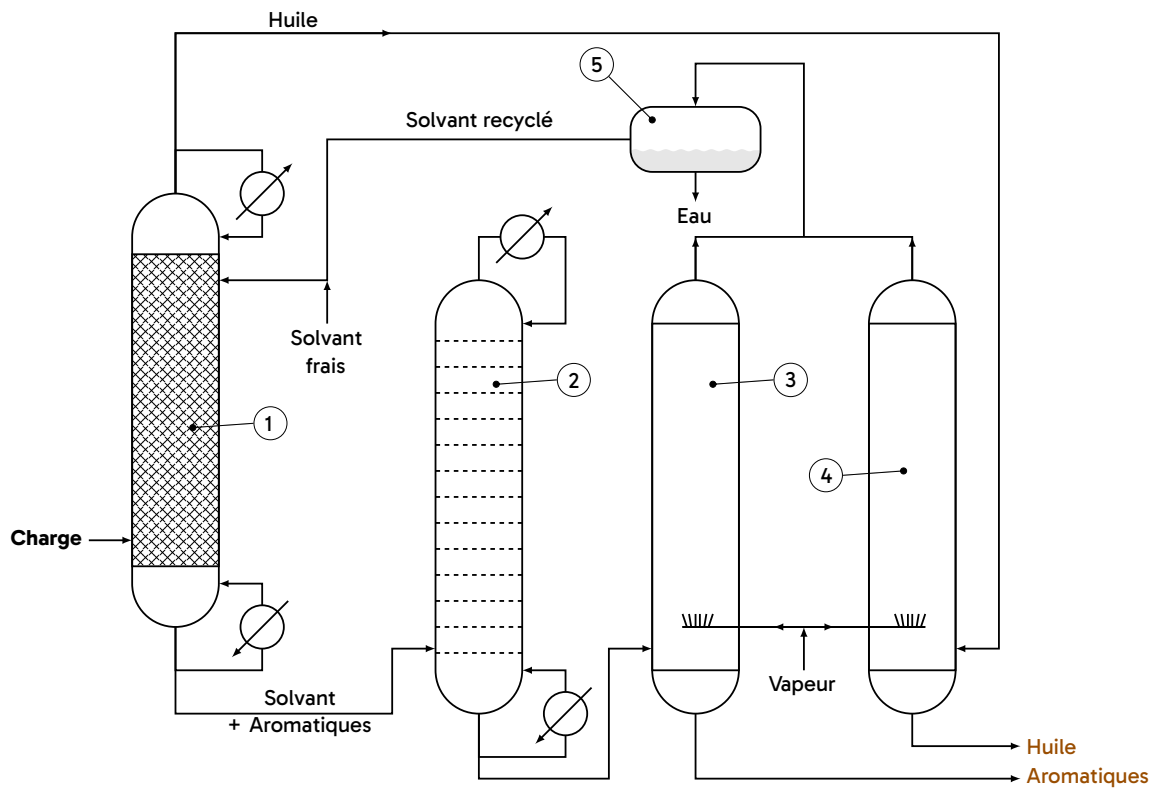 Huile
5
Solvant recyclé
Eau
Solvant
frais
2
3
1
4
Charge
Vapeur
Solvant
+ Aromatiques
Huile
Aromatiques